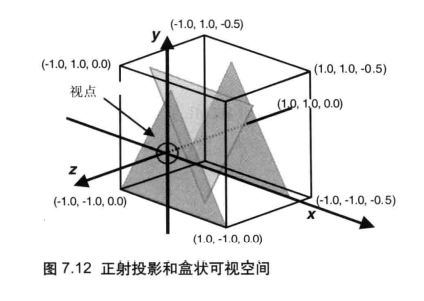 (-1.0, 1.0, -0.5)
y
(-1.0, 1.0, 0.0)
(1.0, 1.0, -0.5)
视点
(1.0, 1.0, 0.0)
z
(-1.0, -1.0, 0.0)
(-1.0, -1.0, -0.5)
x
(1.0, -1.0, 0.0)
图 7.12 正射投影和盒状可视空间